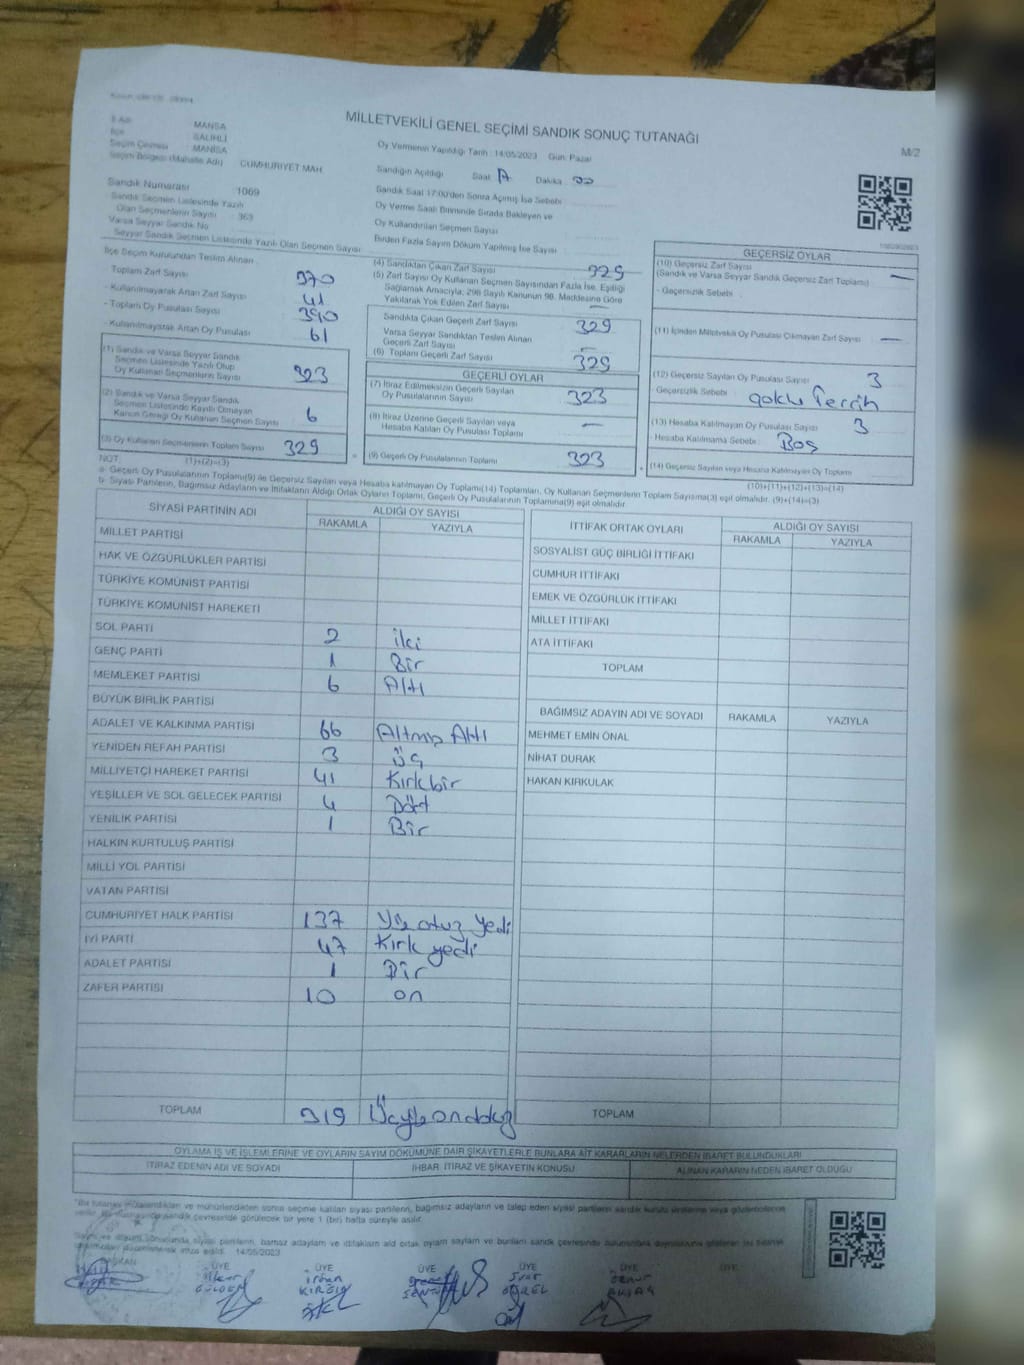 MİLLETVEKİLİ GENEL SEÇİMİ SANDIK SONUÇ TUTANAĞI
M/2
İl Adı : MANİSA
İlçe : SALİHLİ
Seçim Çevresi : MANİSA
Seçim Bölgesi (Mahalle Adı) CUMHURİYET MAH.
Sandık Numarası : 1069
Sandık Seçmen Listesinde Yazılı
Olan Seçmenlerin Sayısı : 363
Varsa Seyyar Sandık No
Seyyar Sandık Seçmen Listesinde Yazılı Olan Seçmen Sayısı
Oy Vermenin Yapıldığı Tarih : 14/05/2023 Gün: Pazar
Sandığın Açıldığı Saat Dakika
Sandık Saat 17:00'den Sonra Açılmış İse Sebebi
Oy Verme Saati Bitiminde Sırada Bekleyen ve
Oy Kullandırılan Seçmen Sayısı
Birden Fazla Sayım Döküm Yapılmış İse Sayısı
İlçe Seçim Kurulundan Teslim Alınan
Toplam Zarf Sayısı 370
- Kullanılmayarak Artan Zarf Sayısı 41
- Toplam Oy Pusulası Sayısı 390
- Kullanılmayarak Artan Oy Pusulası 61
(1) Sandık ve Varsa Seyyar Sandık
Seçmen Listesinde Yazılı Olup
Oy Kullanan Seçmenlerin Sayısı 323
(2) Sandık ve Varsa Seyyar Sandık
Seçmen Listesinde Kayıtlı Olmayan
Kanun Gereği Oy Kullanan Seçmen Sayısı 6
(3) Oy Kullanan Seçmenlerin Toplam Sayısı 329
(4) Sandıktan Çıkan Zarf Sayısı 329
(5) Zarf Sayısı Oy Kullanan Seçmen Sayısından Fazla İse, Eşitliği
Sağlamak Amacıyla, 298 Sayılı Kanunun 98. Maddesine Göre
Yakılarak Yok Edilen Zarf Sayısı —
Sandıkta Çıkan Geçerli Zarf Sayısı 329
Varsa Seyyar Sandıktan Teslim Alınan
Geçerli Zarf Sayısı —
(6) Toplam Geçerli Zarf Sayısı 329
GEÇERLİ OYLAR
(7) İtiraz Edilmeksizin Geçerli Sayılan
Oy Pusulalarının Sayısı 323
(8) İtiraz Üzerine Geçerli Sayılan veya
Hesaba Katılan Oy Pusulası Toplamı —
(9) Geçerli Oy Pusulalarının Toplamı 323
GEÇERSİZ OYLAR
(10) Geçersiz Zarf Sayısı —
(Sandık ve Varsa Seyyar Sandık Geçersiz Zarf Toplamı)
- Geçersizlik Sebebi :
(11) İçinden Milletvekili Oy Pusulası Çıkmayan Zarf Sayısı —
(12) Geçersiz Sayılan Oy Pusulası Sayısı 3
Geçersizlik Sebebi : Çoklu Tercih
(13) Hesaba Katılmayan Oy Pusulası Sayısı 3
- Hesaba Katılmama Sebebi : Boş
(14) Geçersiz Sayılan veya Hesaba Katılmayan Oy Toplamı
NOT: (1)+(2)=(3)
(10)+(11)+(12)+(13)=(14)
a- Geçerli Oy Pusulalarının Toplamı(9) ile Geçersiz Sayılan veya Hesaba Katılmayan Oy Toplamı(14) Toplamları, Oy Kullanan Seçmenlerin Toplam Sayısına(3) eşit olmalıdır. (9)+(14)=(3)
b- Siyasi Partilerin, Bağımsız Adayların ve İttifakların Aldığı Ortak Oyların Toplamı, Geçerli Oy Pusulalarının Toplamına(9) eşit olmalıdır.
SİYASİ PARTİNİN ADI ALDIĞI OY SAYISI
RAKAMLA YAZIYLA
MİLLET PARTİSİ
HAK VE ÖZGÜRLÜKLER PARTİSİ
TÜRKİYE KOMÜNİST PARTİSİ
TÜRKİYE KOMÜNİST HAREKETİ
SOL PARTİ 2 iki
GENÇ PARTİ 1 Bir
MEMLEKET PARTİSİ 6 Altı
BÜYÜK BİRLİK PARTİSİ
ADALET VE KALKINMA PARTİSİ 66 Altmış Altı
YENİDEN REFAH PARTİSİ 3 Üç
MİLLİYETÇİ HAREKET PARTİSİ 41 Kırkbir
YEŞİLLER VE SOL GELECEK PARTİSİ 4 Dört
YENİLİK PARTİSİ 1 Bir
HALKIN KURTULUŞ PARTİSİ
MİLLİ YOL PARTİSİ
VATAN PARTİSİ
CUMHURİYET HALK PARTİSİ 137 Yüz otuz yedi
İYİ PARTİ 47 Kırk yedi
ADALET PARTİSİ 1 Bir
ZAFER PARTİSİ 10 on
TOPLAM 319 Üçyüzondokuz
İTTİFAK ORTAK OYLARI ALDIĞI OY SAYISI
RAKAMLA YAZIYLA
SOSYALİST GÜÇ BİRLİĞİ İTTİFAKI
CUMHUR İTTİFAKI
EMEK VE ÖZGÜRLÜK İTTİFAKI
MİLLET İTTİFAKI
ATA İTTİFAKI
TOPLAM
BAĞIMSIZ ADAYIN ADI VE SOYADI RAKAMLA YAZIYLA
MEHMET EMİN ÖNAL
NİHAT DURAK
HAKAN KIRKULAK
TOPLAM
OYLAMA İŞ VE İŞLEMLERİNE VE OYLARIN SAYIM DÖKÜMÜNE DAİR ŞİKAYETLERLE BUNLARA AİT KARARLARIN NELERDEN İBARET BULUNDUKLARI
İTİRAZ EDENİN ADI VE SOYADI İHBAR, İTİRAZ VE ŞİKAYETİN KONUSU ALINAN KARARIN NEDEN İBARET OLDUĞU
14/05/2023
BAŞKAN ÜYE ÜYE ÜYE ÜYE ÜYE ÜYE